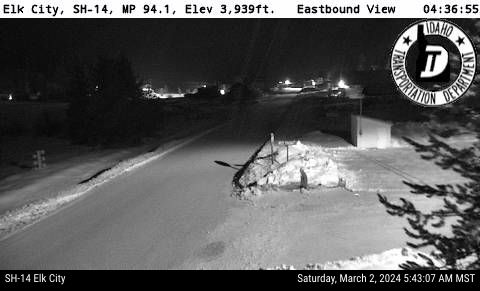 Elk City, SH-14, MP 94.1, Elev 3,939ft. Eastbound View 04:36:55
IDAHO
TRANSPORTATION DEPARTMENT
SH-14 Elk City Saturday, March 2, 2024 5:43:07 AM MST